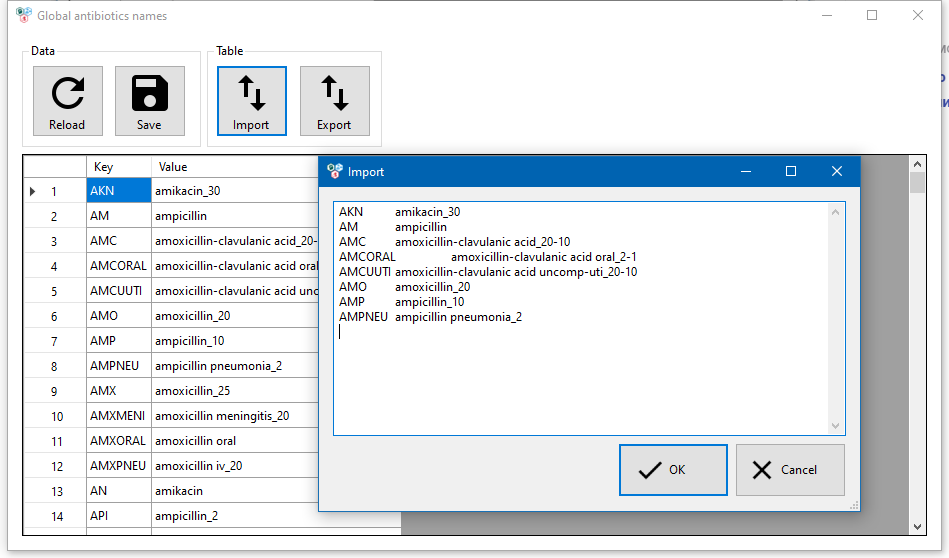 Global antibiotics names
Data
Table
Reload
Save
Import
Export
Key Value
1 AKN amikacin_30
2 AM ampicillin
3 AMC amoxicillin-clavulanic acid_20-
4 AMCORAL amoxicillin-clavulanic acid oral
5 AMCUUTI amoxicillin-clavulanic acid unc
6 AMO amoxicillin_20
7 AMP ampicillin_10
8 AMPNEU ampicillin pneumonia_2
9 AMX amoxicillin_25
10 AMXMENI amoxicillin meningitis_20
11 AMXORAL amoxicillin oral
12 AMXPNEU amoxicillin iv_20
13 AN amikacin
14 API ampicillin_2
Import
AKN amikacin_30
AM ampicillin
AMC amoxicillin-clavulanic acid_20-10
AMCORAL amoxicillin-clavulanic acid oral_2-1
AMCUUTI amoxicillin-clavulanic acid uncomp-uti_20-10
AMO amoxicillin_20
AMP ampicillin_10
AMPNEU ampicillin pneumonia_2
OK
Cancel